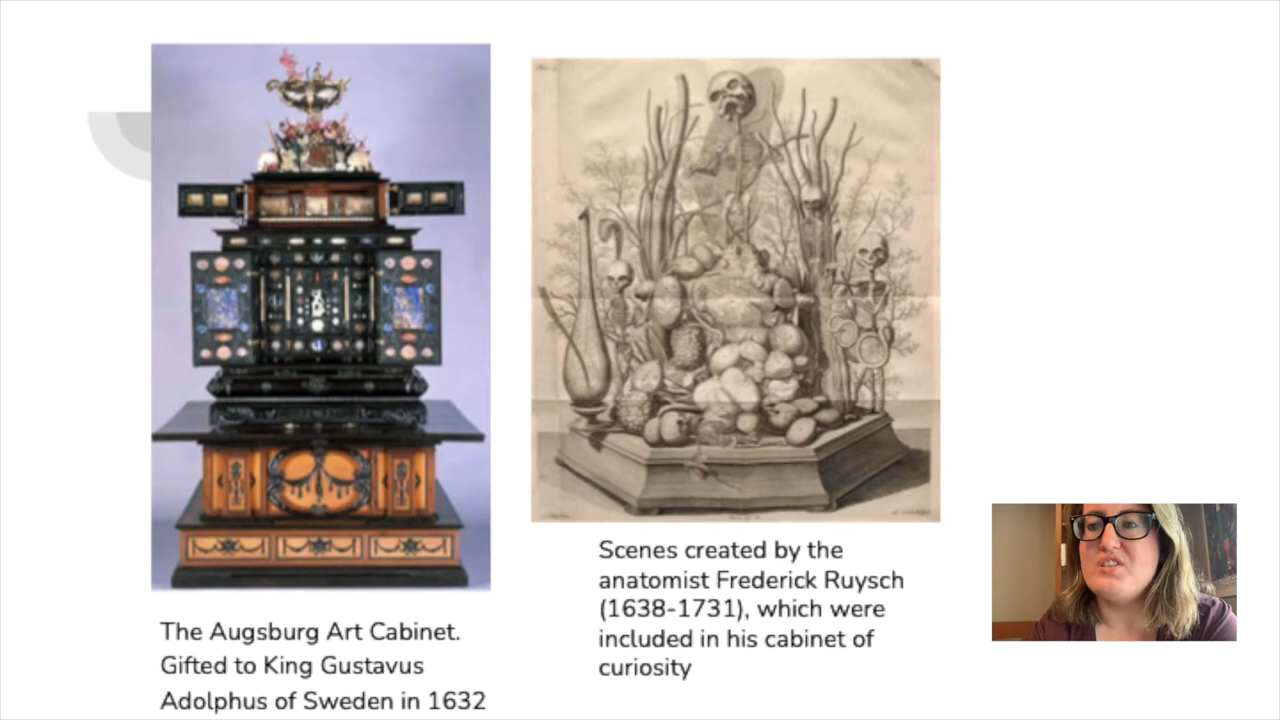 The Augsburg Art Cabinet.
Gifted to King Gustavus
Adolphus of Sweden in 1632
Scenes created by the
anatomist Frederick Ruysch
(1638-1731), which were
included in his cabinet of
curiosity